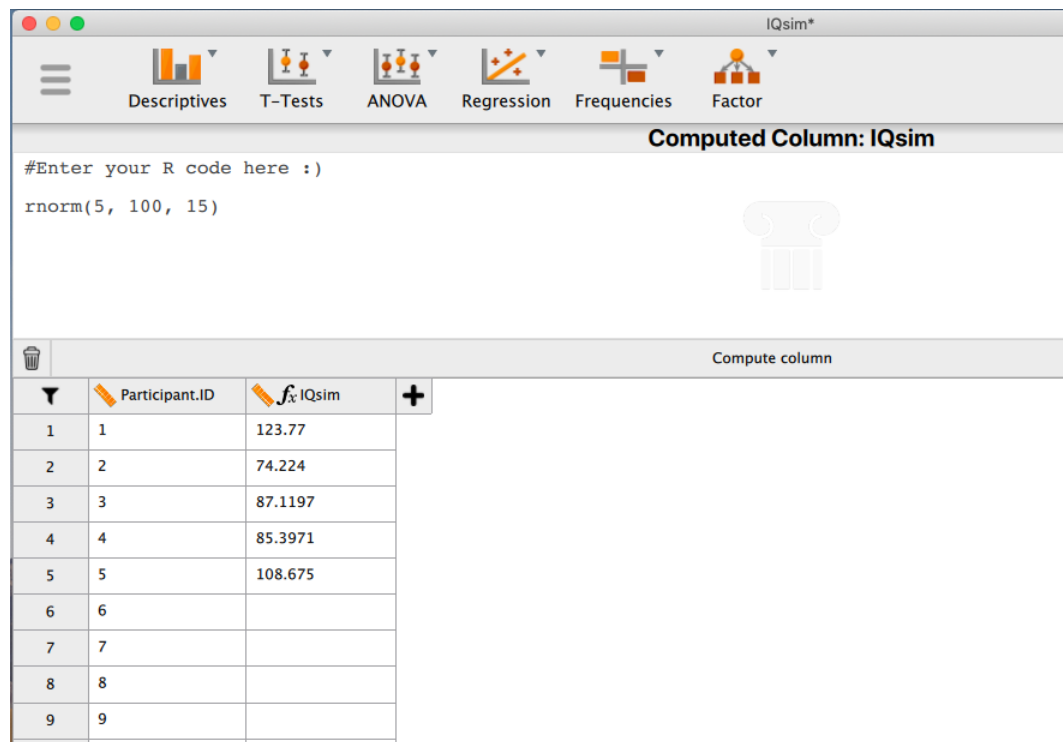 IQsim*
Descriptives T-Tests ANOVA Regression Frequencies Factor
Computed Column: IQsim
#Enter your R code here :)
rnorm(5, 100, 15)
Compute column
Participant.ID fx IQsim
1 1 123.77
2 2 74.224
3 3 87.1197
4 4 85.3971
5 5 108.675
6 6
7 7
8 8
9 9